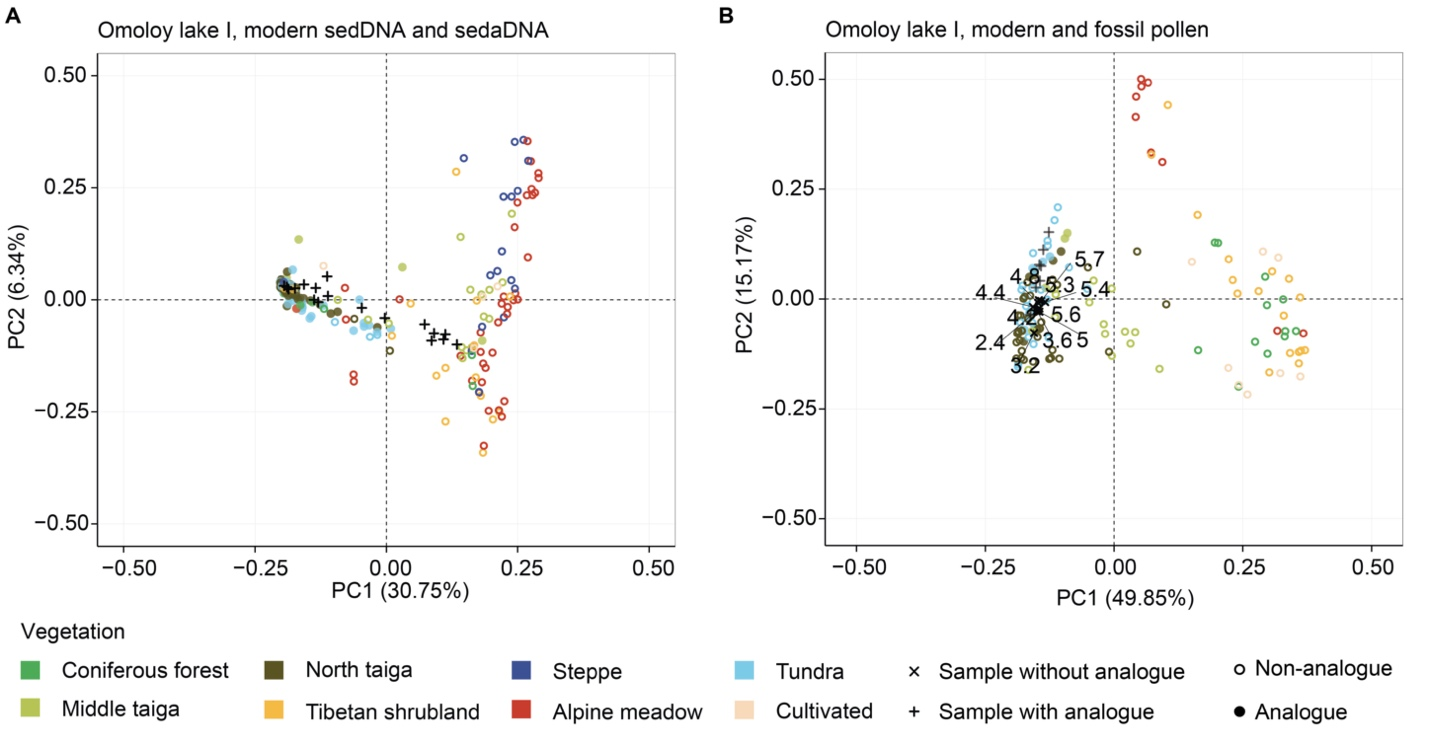 A
Omoloy lake I, modern sedDNA and sedaDNA
0.50
0.25
0.00
−0.25
−0.50
PC2 (6.34%)
−0.50
−0.25
0.00
0.25
0.50
PC1 (30.75%)
B
Omoloy lake I, modern and fossil pollen
0.50
0.25
0.00
−0.25
−0.50
PC2 (15.17%)
5.7
4.8
5.3
4.4
5.4
4.2
5.6
2.4
3.6
5
3.2
−0.50
−0.25
0.00
0.25
0.50
PC1 (49.85%)
Vegetation
Coniferous forest
North taiga
Steppe
Tundra
Sample without analogue
Non-analogue
Middle taiga
Tibetan shrubland
Alpine meadow
Cultivated
Sample with analogue
Analogue